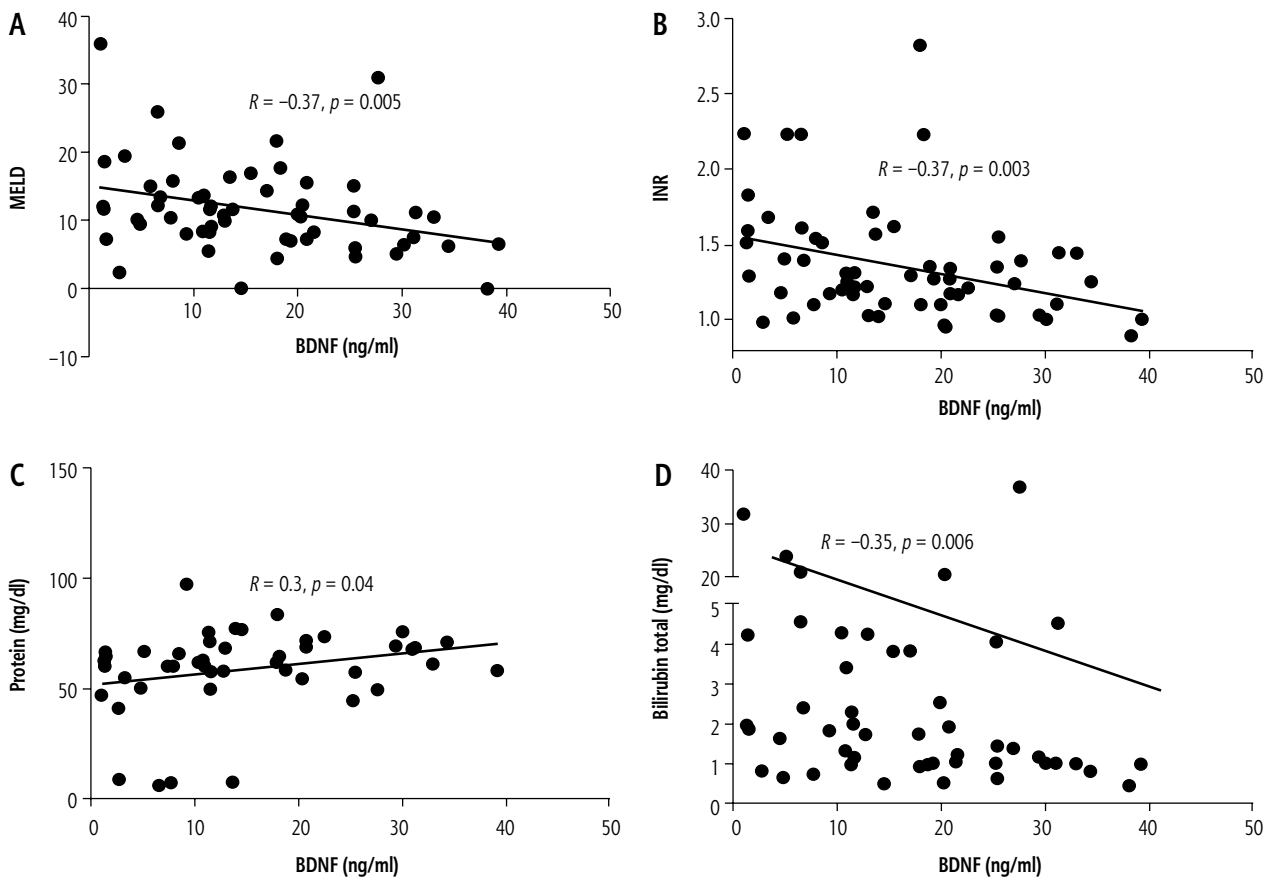 A
40
30
20
10
0
−10
MELD
R = −0.37, p = 0.005
10 20 30 40 50
BDNF (ng/ml)
B
3.0
2.5
2.0
1.5
1.0
INR
R = −0.37, p = 0.003
0 10 20 30 40 50
BDNF (ng/ml)
C
150
100
50
0
Protein (mg/dl)
R = 0.3, p = 0.04
0 10 20 30 40 50
BDNF (ng/ml)
D
40
30
20
5
4
3
2
1
0
Bilirubin total (mg/dl)
R = −0.35, p = 0.006
0 10 20 30 40 50
BDNF (ng/ml)